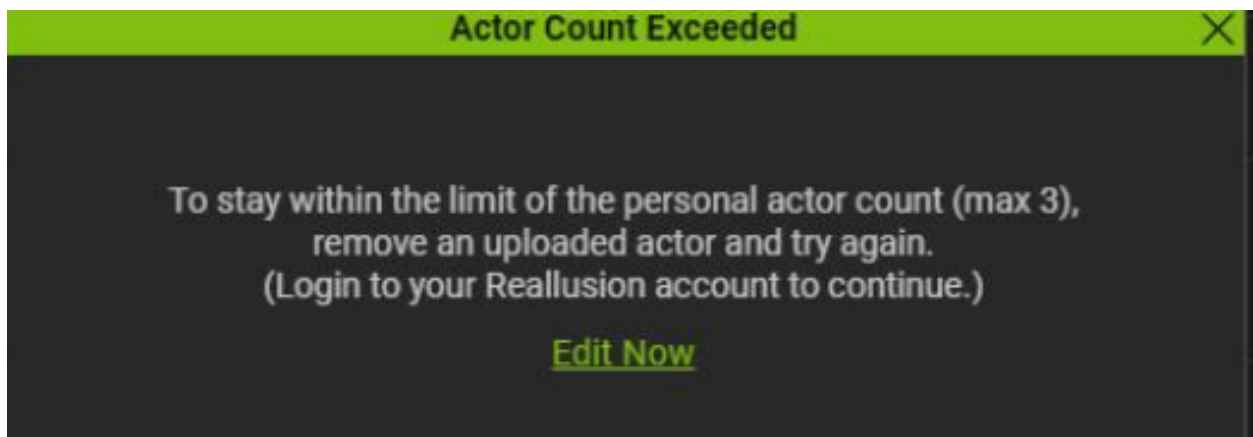 Actor Count Exceeded
To stay within the limit of the personal actor count (max 3),
remove an uploaded actor and try again.
(Login to your Reallusion account to continue.)
Edit Now